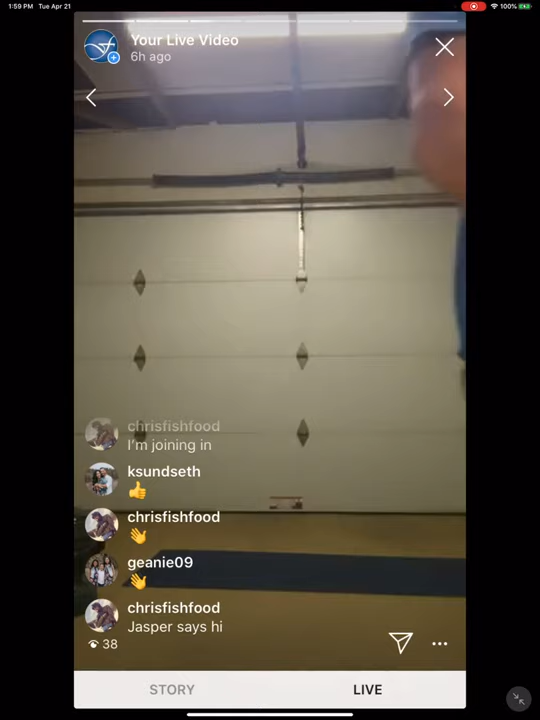 1:59 PM Tue Apr 21
100%
Your Live Video
6h ago
chrisfishfood
I'm joining in
ksundseth
👍
chrisfishfood
👋
geanie09
👋
chrisfishfood
Jasper says hi
38
STORY
LIVE